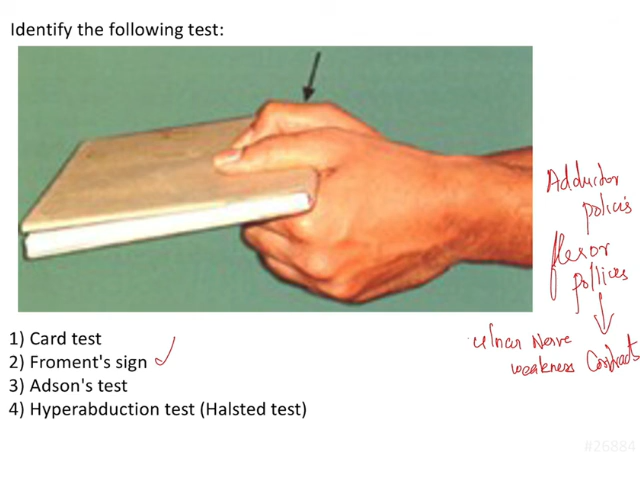 Identify the following test:
Adductor
policis
flexor
pollices
ulnar Nerve
weakness Contracts
1) Card test
2) Froment's sign
3) Adson's test
4) Hyperabduction test (Halsted test)
#26884